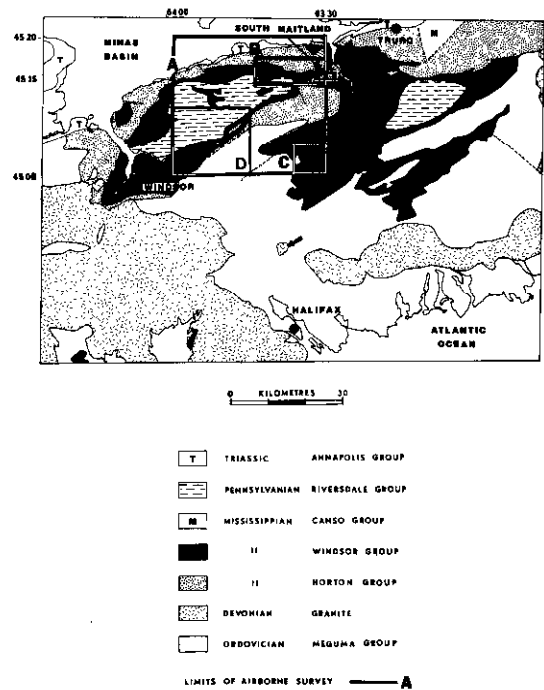 64:00 63:30
SOUTH MAITLAND
45:20 MINAS BASIN TRURO M
T B
45:15 A
T
T
45:08 WINDSOR D C
HALIFAX
ATLANTIC OCEAN
0 KILOMETRES 30
T TRIASSIC ANNAPOLIS GROUP
PENNSYLVANIAN RIVERSDALE GROUP
M MISSISSIPPIAN CANSO GROUP
" WINDSOR GROUP
" HORTON GROUP
DEVONIAN GRANITE
ORDOVICIAN MEGUMA GROUP
LIMITS OF AIRBORNE SURVEY A